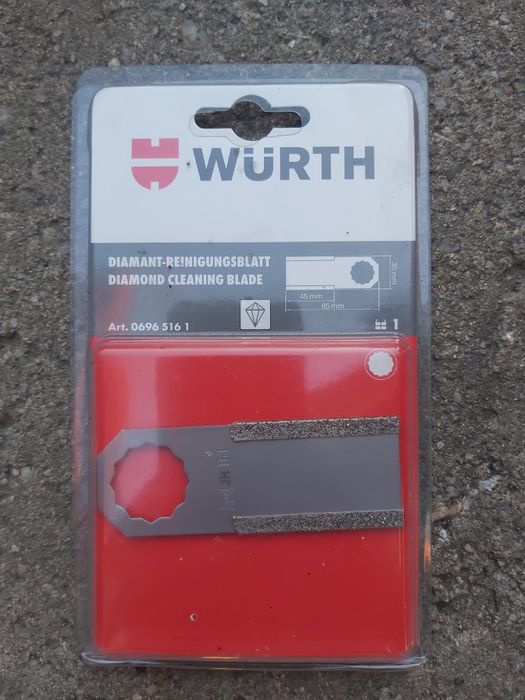 WÜRTH
DIAMANT-REINIGUNGSBLATT
DIAMOND CLEANING BLADE
30 mm
45 mm
85 mm
Art. 0696 516 1
1